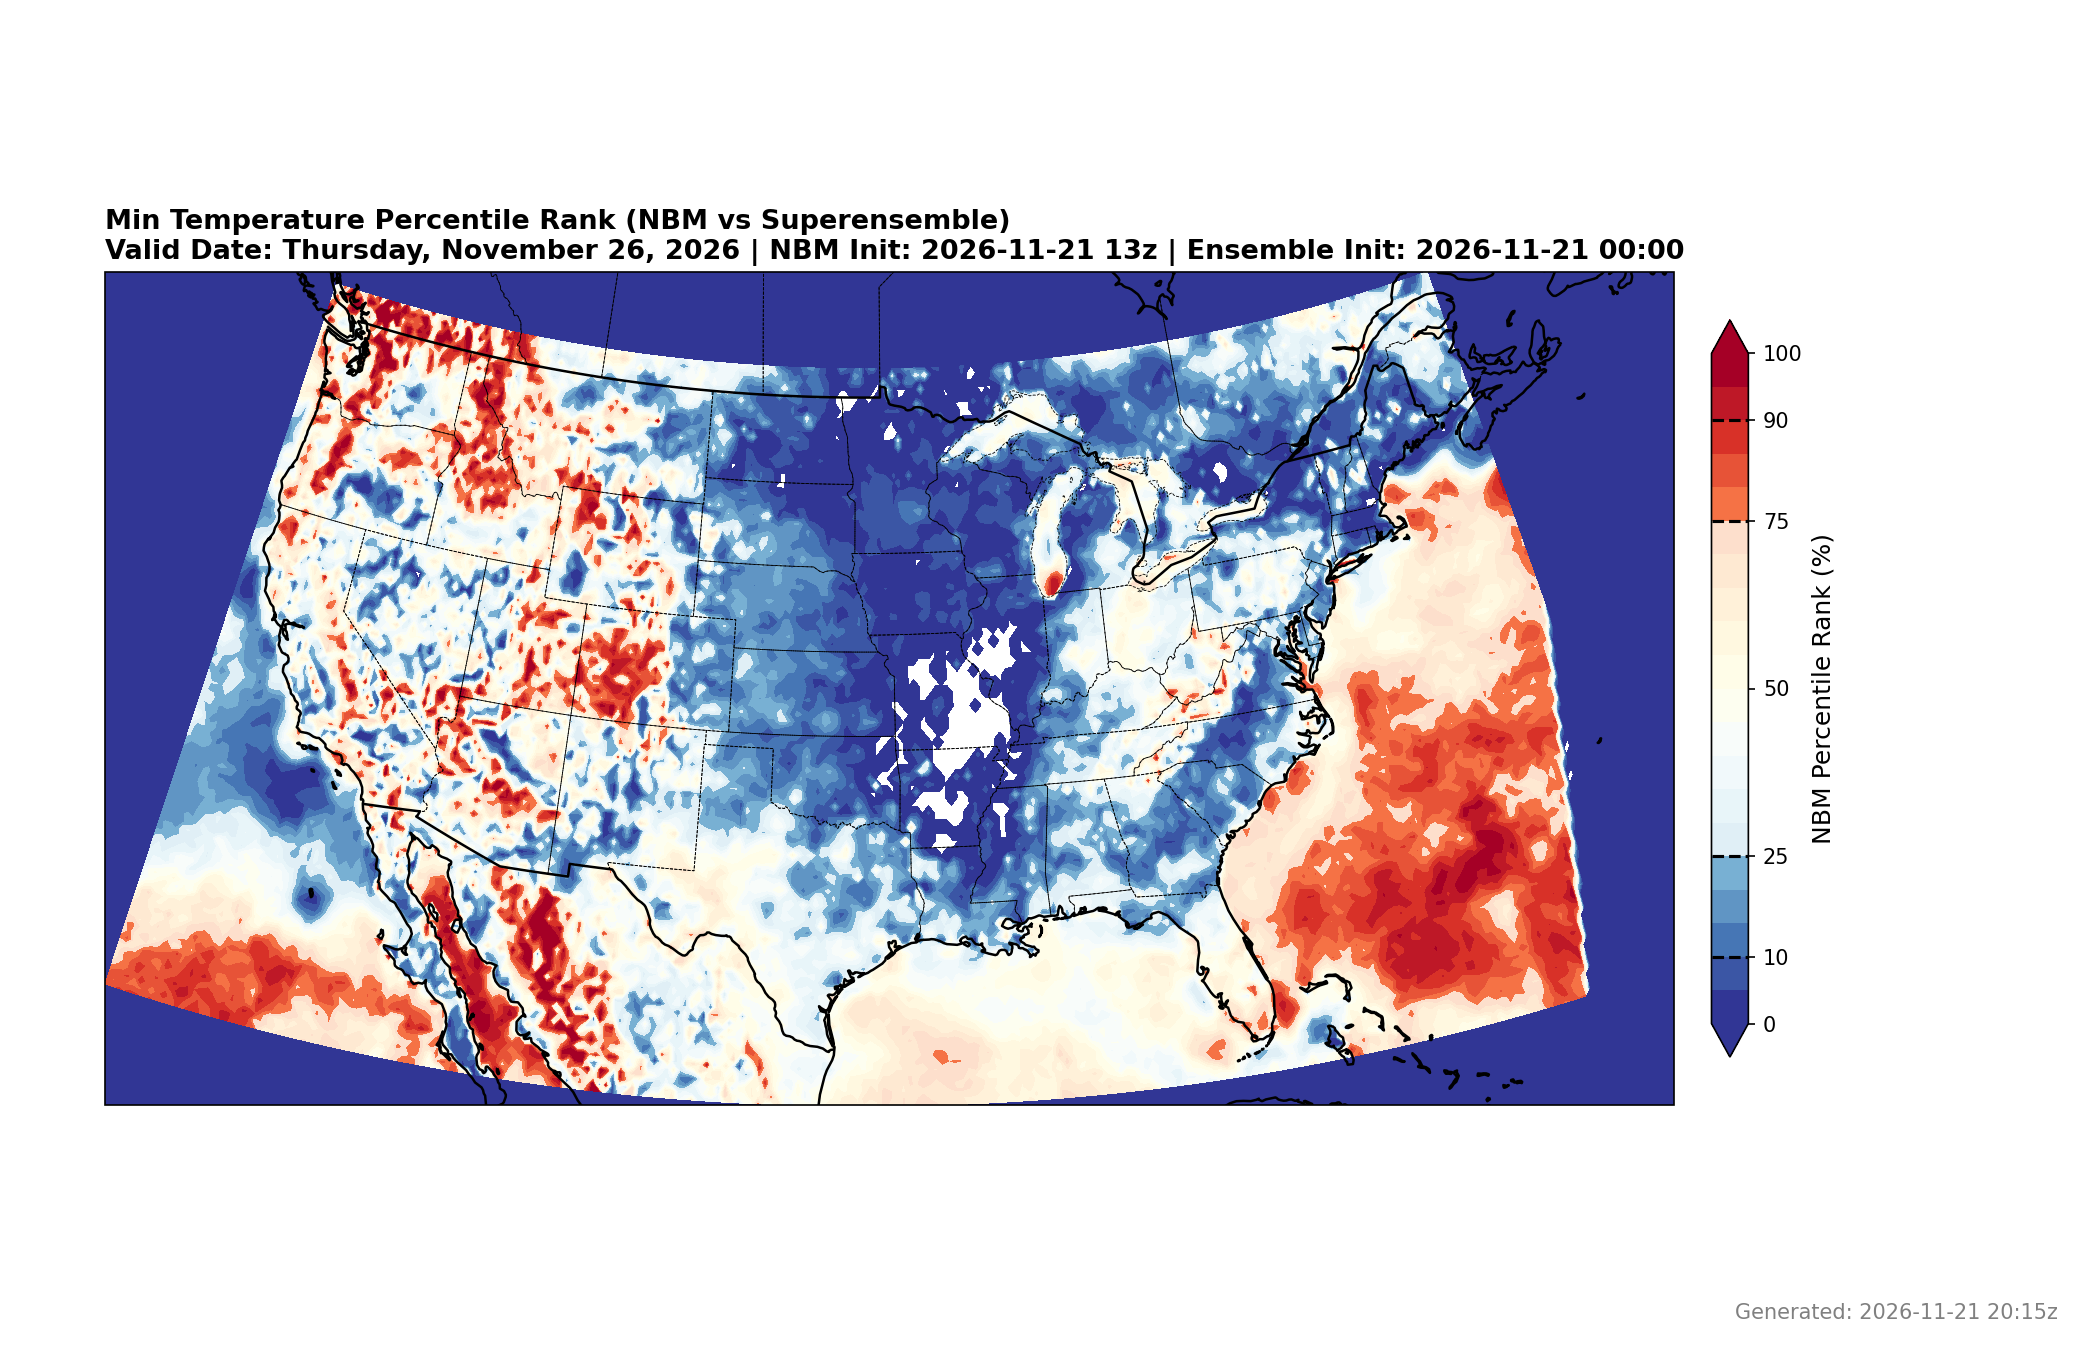 Min Temperature Percentile Rank (NBM vs Superensemble)
Valid Date: Thursday, November 26, 2026 | NBM Init: 2026-11-21 13z | Ensemble Init: 2026-11-21 00:00
100
90
75
50
25
10
0
NBM Percentile Rank (%)
Generated: 2026-11-21 20:15z